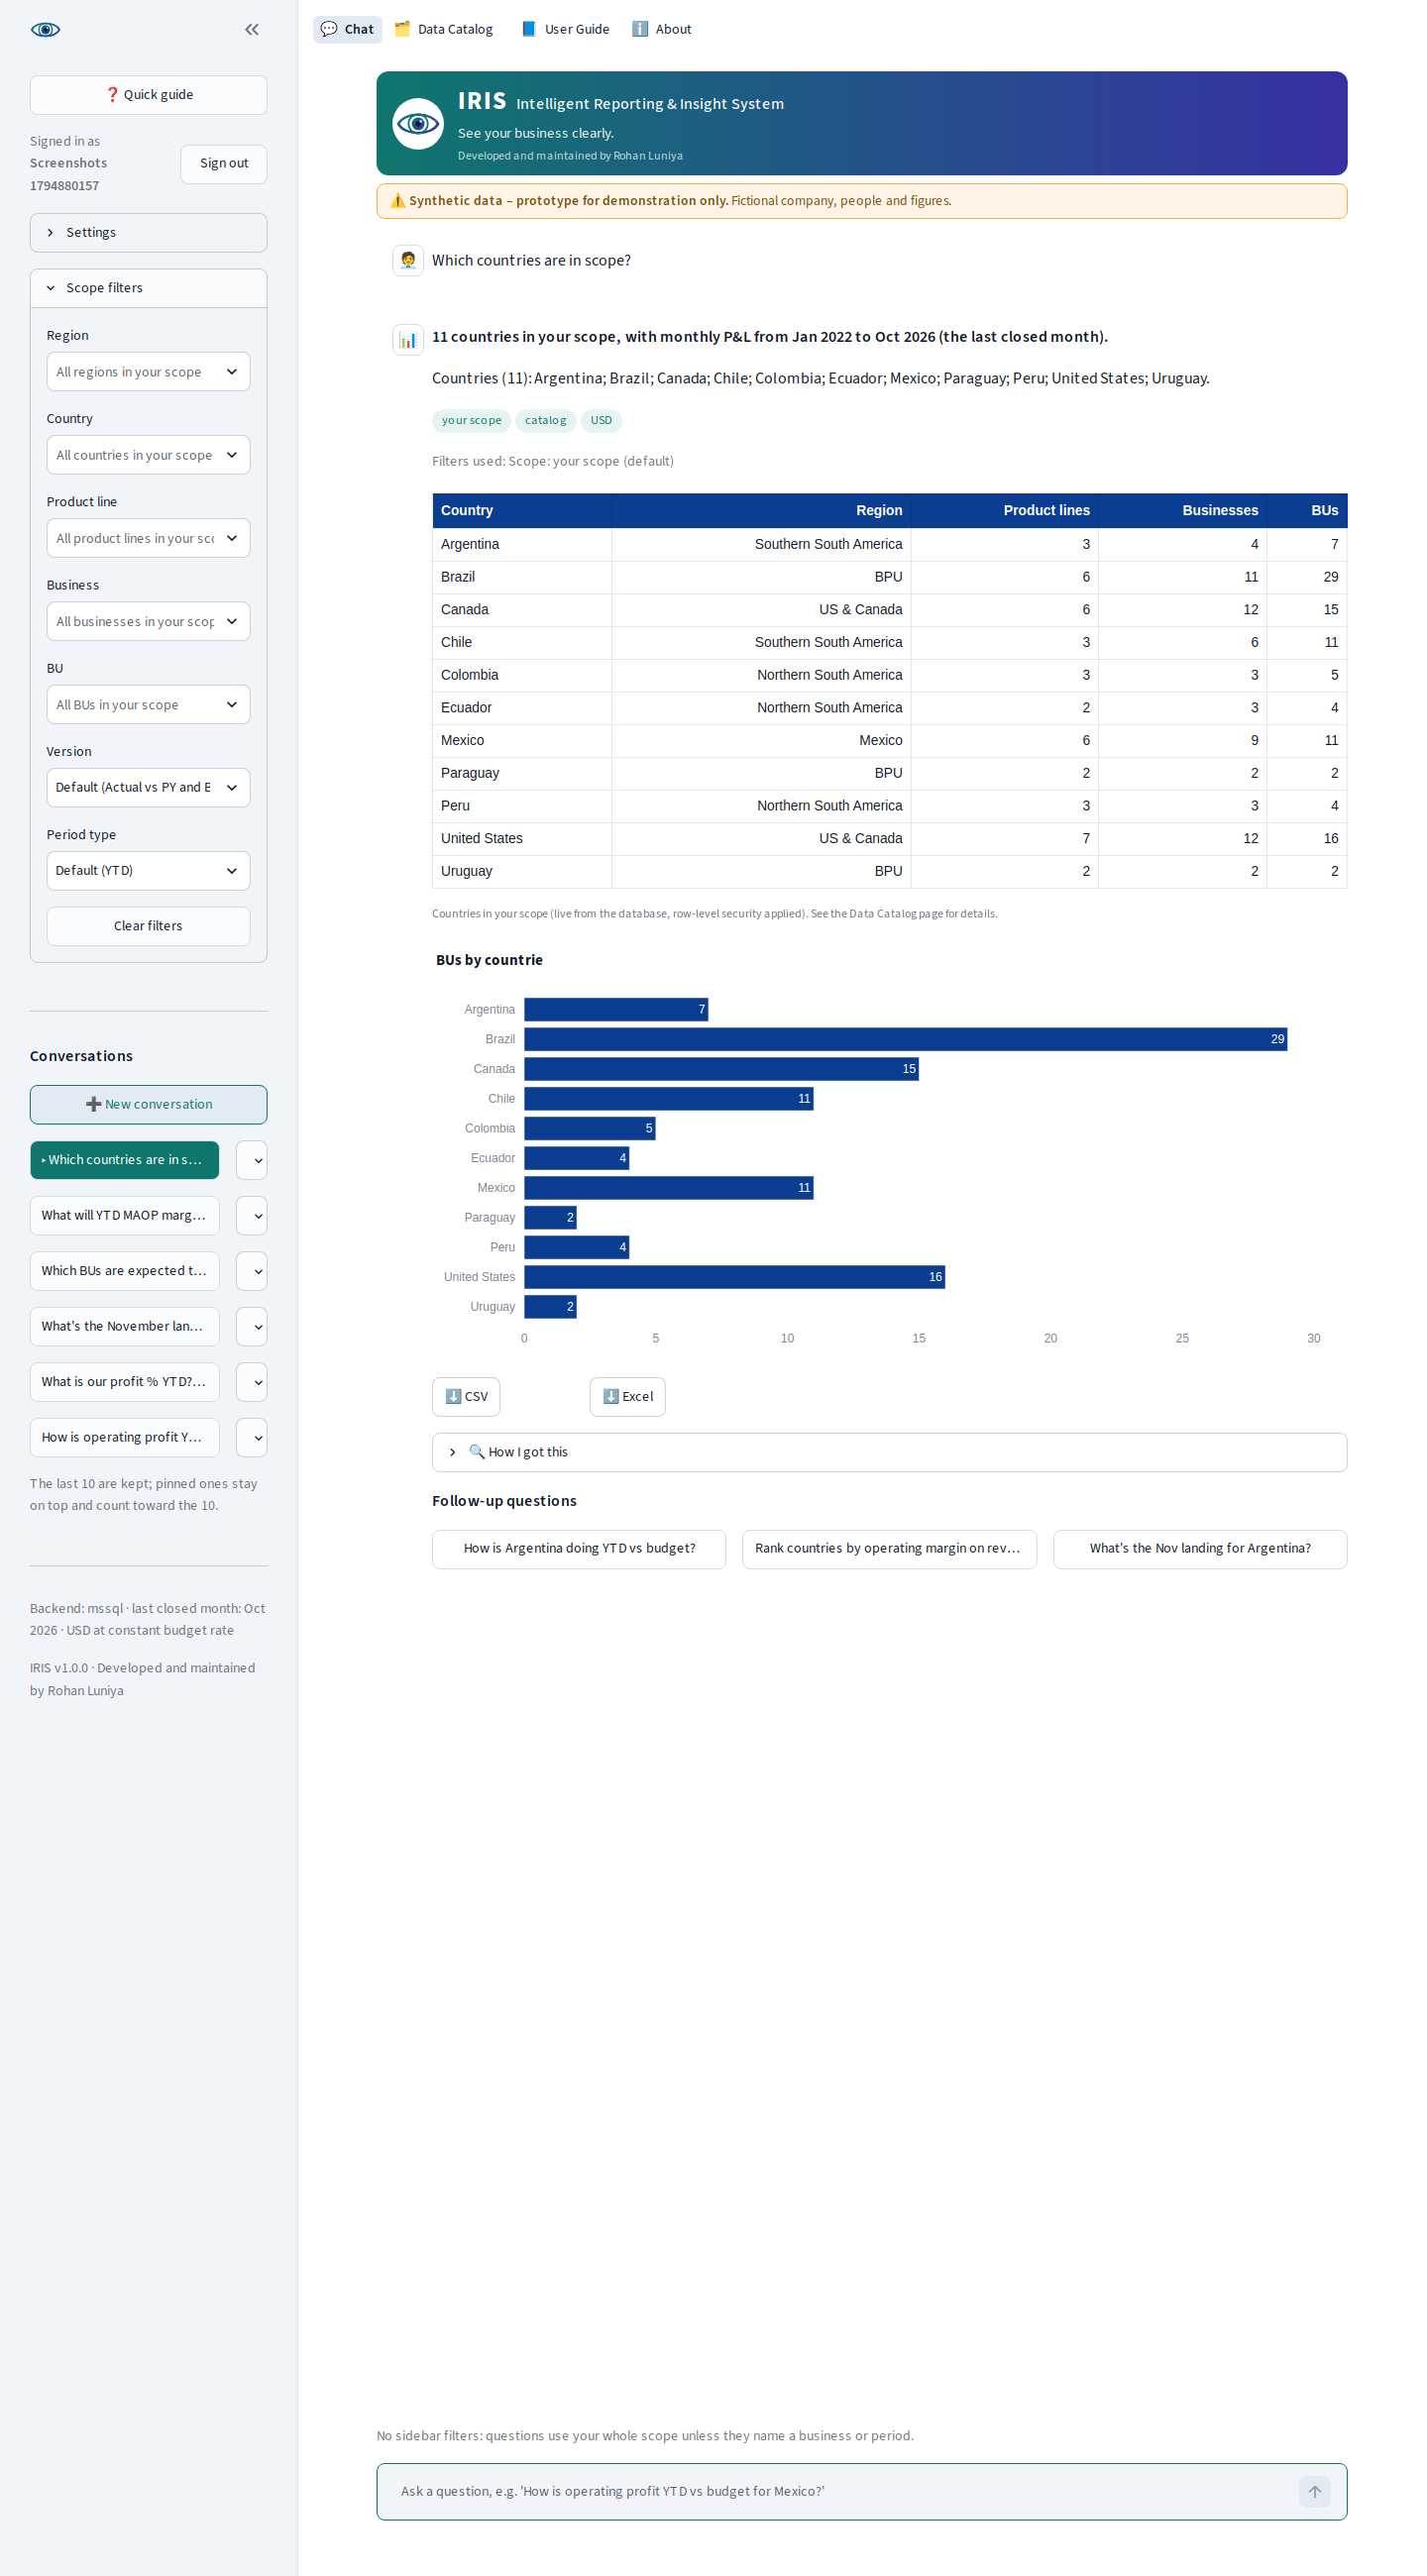 ❓ Quick guide
Signed in as
Screenshots
1794880157
Sign out
Settings
Scope filters
Region
All regions in your scope
Country
All countries in your scope
Product line
All product lines in your sco
Business
All businesses in your scop
BU
All BUs in your scope
Version
Default (Actual vs PY and B
Period type
Default (YTD)
Clear filters
Conversations
➕ New conversation
Which countries are in s…
What will YTD MAOP marg…
Which BUs are expected t…
What's the November lan…
What is our profit % YTD?…
How is operating profit Y…
The last 10 are kept; pinned ones stay
on top and count toward the 10.
Backend: mssql · last closed month: Oct
2026 · USD at constant budget rate
IRIS v1.0.0 · Developed and maintained
by Rohan Luniya
Chat Data Catalog User Guide About
IRIS Intelligent Reporting & Insight System
See your business clearly.
Developed and maintained by Rohan Luniya
⚠️ Synthetic data – prototype for demonstration only. Fictional company, people and figures.
Which countries are in scope?
11 countries in your scope, with monthly P&L from Jan 2022 to Oct 2026 (the last closed month).
Countries (11): Argentina; Brazil; Canada; Chile; Colombia; Ecuador; Mexico; Paraguay; Peru; United States; Uruguay.
your scope catalog USD
Filters used: Scope: your scope (default)
Country Region Product lines Businesses BUs
Argentina Southern South America 3 4 7
Brazil BPU 6 11 29
Canada US & Canada 6 12 15
Chile Southern South America 3 6 11
Colombia Northern South America 3 3 5
Ecuador Northern South America 2 3 4
Mexico Mexico 6 9 11
Paraguay BPU 2 2 2
Peru Northern South America 3 3 4
United States US & Canada 7 12 16
Uruguay BPU 2 2 2
Countries in your scope (live from the database, row-level security applied). See the Data Catalog page for details.
BUs by countrie
Argentina 7
Brazil 29
Canada 15
Chile 11
Colombia 5
Ecuador 4
Mexico 11
Paraguay 2
Peru 4
United States 16
Uruguay 2
0 5 10 15 20 25 30
⬇️ CSV ⬇️ Excel
🔍 How I got this
Follow-up questions
How is Argentina doing YTD vs budget?
Rank countries by operating margin on rev…
What's the Nov landing for Argentina?
No sidebar filters: questions use your whole scope unless they name a business or period.
Ask a question, e.g. 'How is operating profit YTD vs budget for Mexico?'